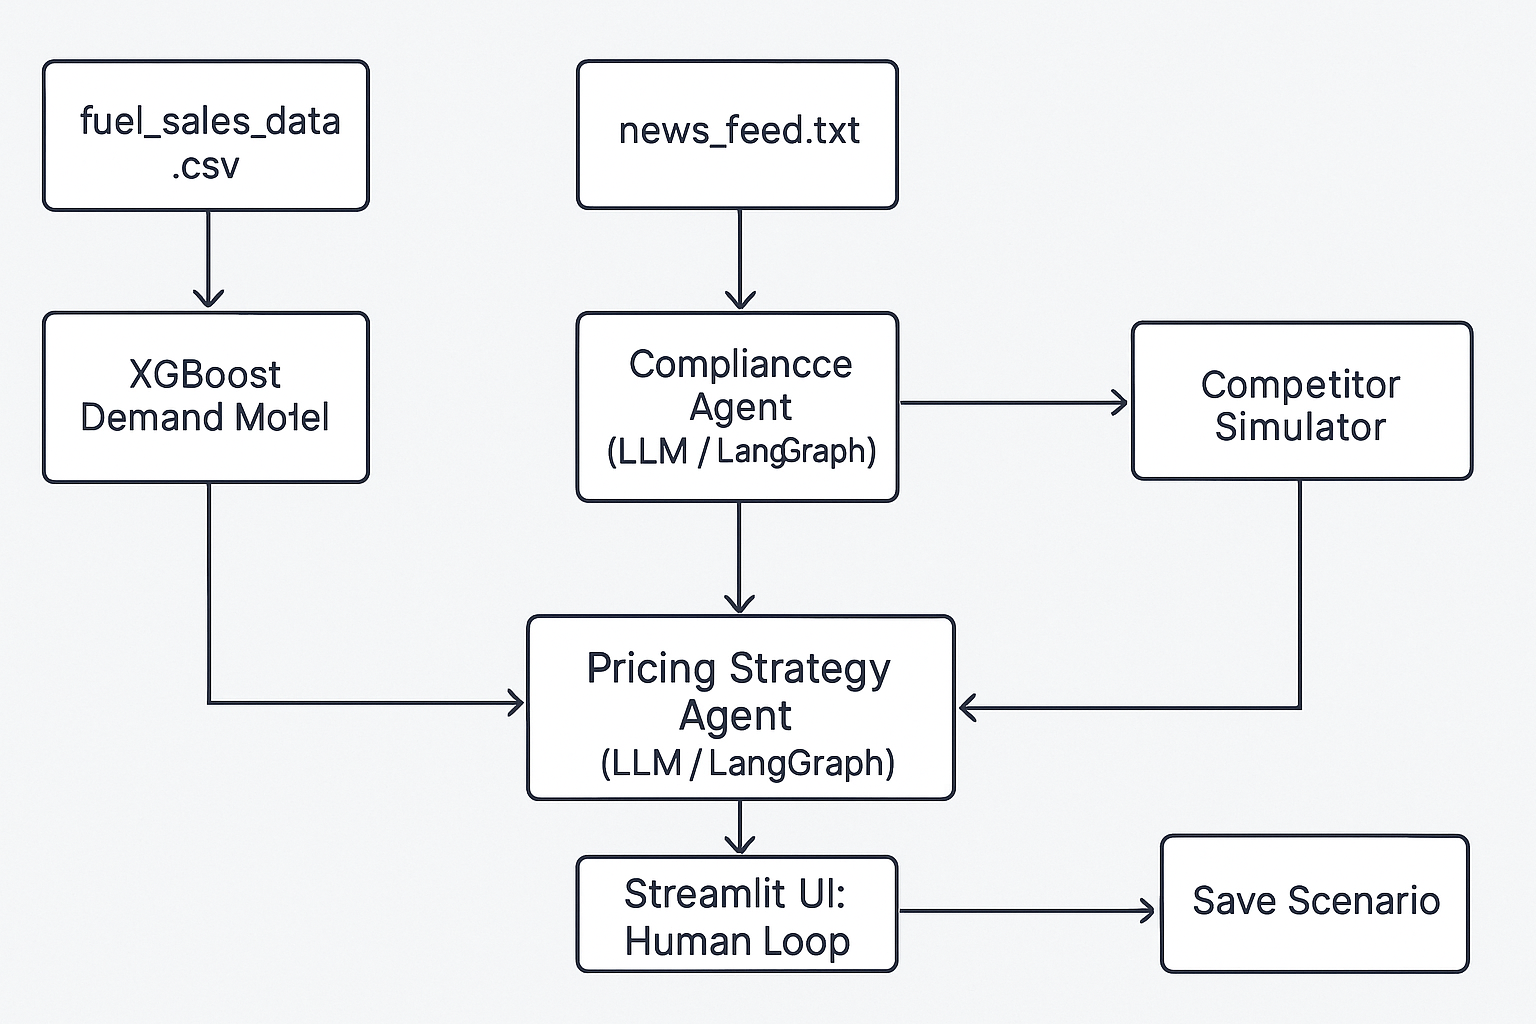 fuel_sales_data
.csv
news_feed.txt
XGBoost
Demand Mo1el
Compliancce
Agent
(LLM / LangGraph)
Competitor
Simulator
Pricing Strategy
Agent
(LLM / LangGraph)
Streamlit UI:
Human Loop
Save Scenario